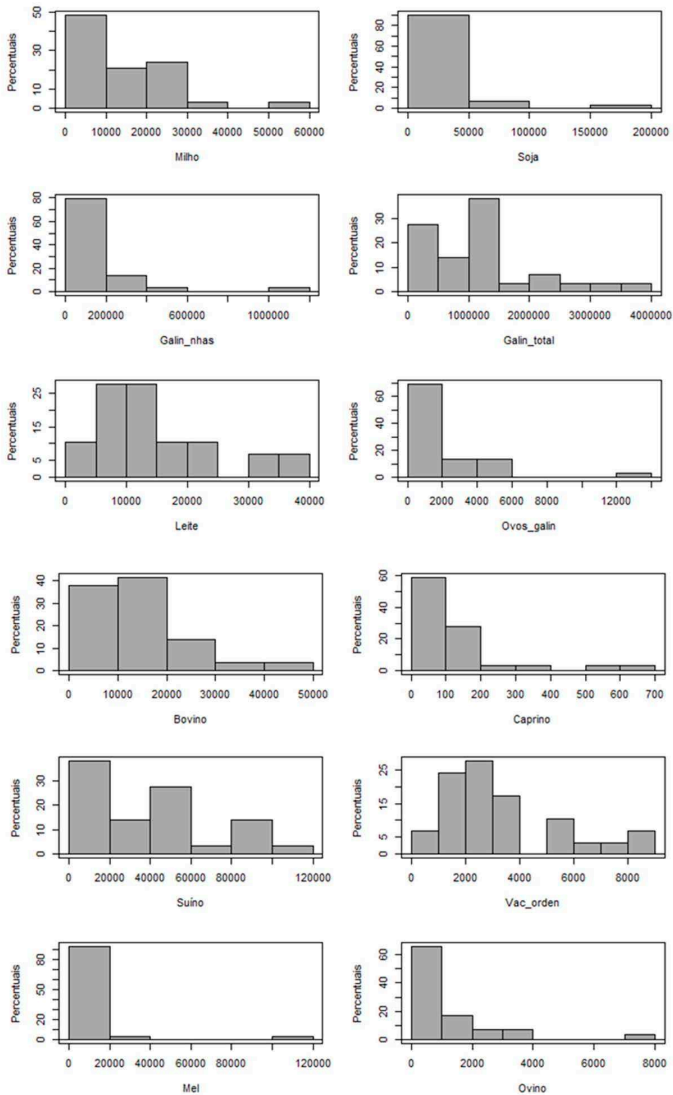 Percentuais
0 10 30 50
0 10000 20000 30000 40000 50000 60000
Milho
Percentuais
0 20 40 60 80
0 50000 100000 150000 200000
Soja
Percentuais
0 20 40 60 80
0 200000 600000 1000000
Galin_nhas
Percentuais
0 10 20 30
0 1000000 2000000 3000000 4000000
Galin_total
Percentuais
0 5 15 25
0 10000 20000 30000 40000
Leite
Percentuais
0 20 40 60
0 2000 4000 6000 12000
Ovos_galin
Percentuais
0 10 20 30 40
0 10000 20000 30000 40000 50000
Bovino
Percentuais
0 20 40 60
0 100 200 300 400 500 600 700
Caprino
Percentuais
0 10 20 30
0 20000 40000 60000 80000 120000
Suíno
Percentuais
0 5 15 25
0 2000 4000 6000 8000
Vac_orden
Percentuais
0 20 40 60 80
0 20000 40000 60000 80000 120000
Mel
Percentuais
0 20 40 60
0 2000 4000 6000 8000
Ovino